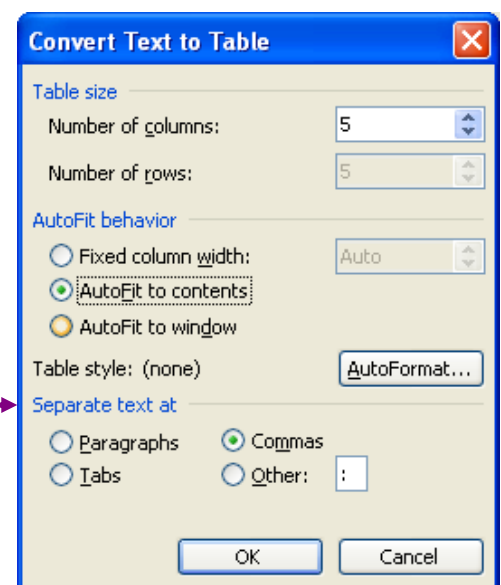 Convert Text to Table
Table size
Number of columns: 5
Number of rows: 5
AutoFit behavior
Fixed column width: Auto
AutoFit to contents
AutoFit to window
Table style: (none) AutoFormat...
Separate text at
Paragraphs Commas
Tabs Other: :
OK Cancel